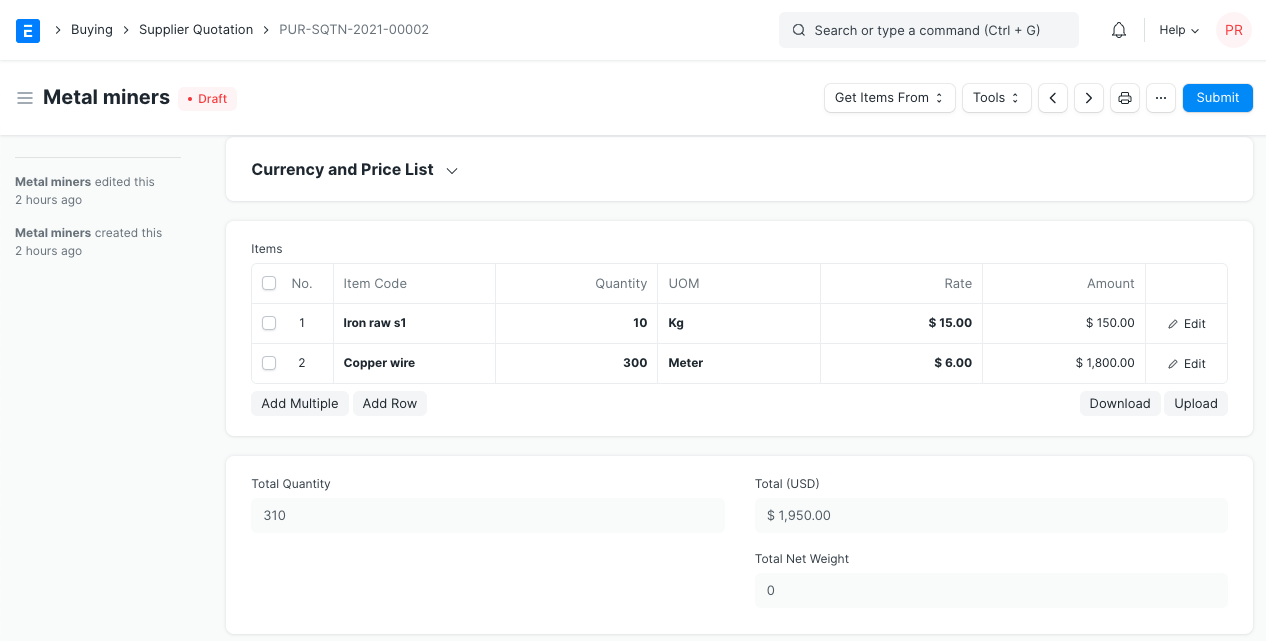 E Buying Supplier Quotation PUR-SQTN-2021-00002 Search or type a command (Ctrl + G) Help PR
Metal miners • Draft Get Items From Tools ... Submit
Metal miners edited this
2 hours ago
Metal miners created this
2 hours ago
Currency and Price List
Items
No. Item Code Quantity UOM Rate Amount
1 Iron raw s1 10 Kg $ 15.00 $ 150.00 Edit
2 Copper wire 300 Meter $ 6.00 $ 1,800.00 Edit
Add Multiple Add Row Download Upload
Total Quantity Total (USD)
310 $ 1,950.00
Total Net Weight
0